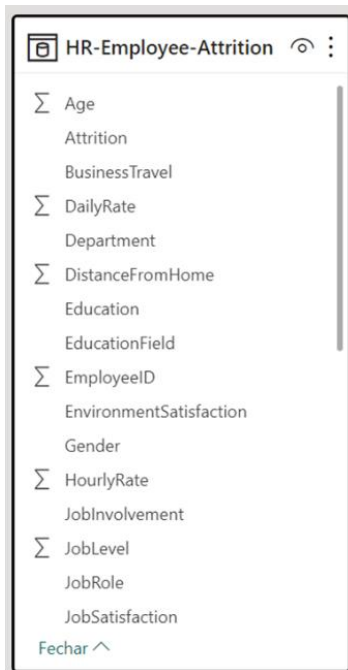 HR-Employee-Attrition
∑ Age
Attrition
BusinessTravel
∑ DailyRate
Department
∑ DistanceFromHome
Education
EducationField
∑ EmployeeID
EnvironmentSatisfaction
Gender
∑ HourlyRate
JobInvolvement
∑ JobLevel
JobRole
JobSatisfaction
Fechar